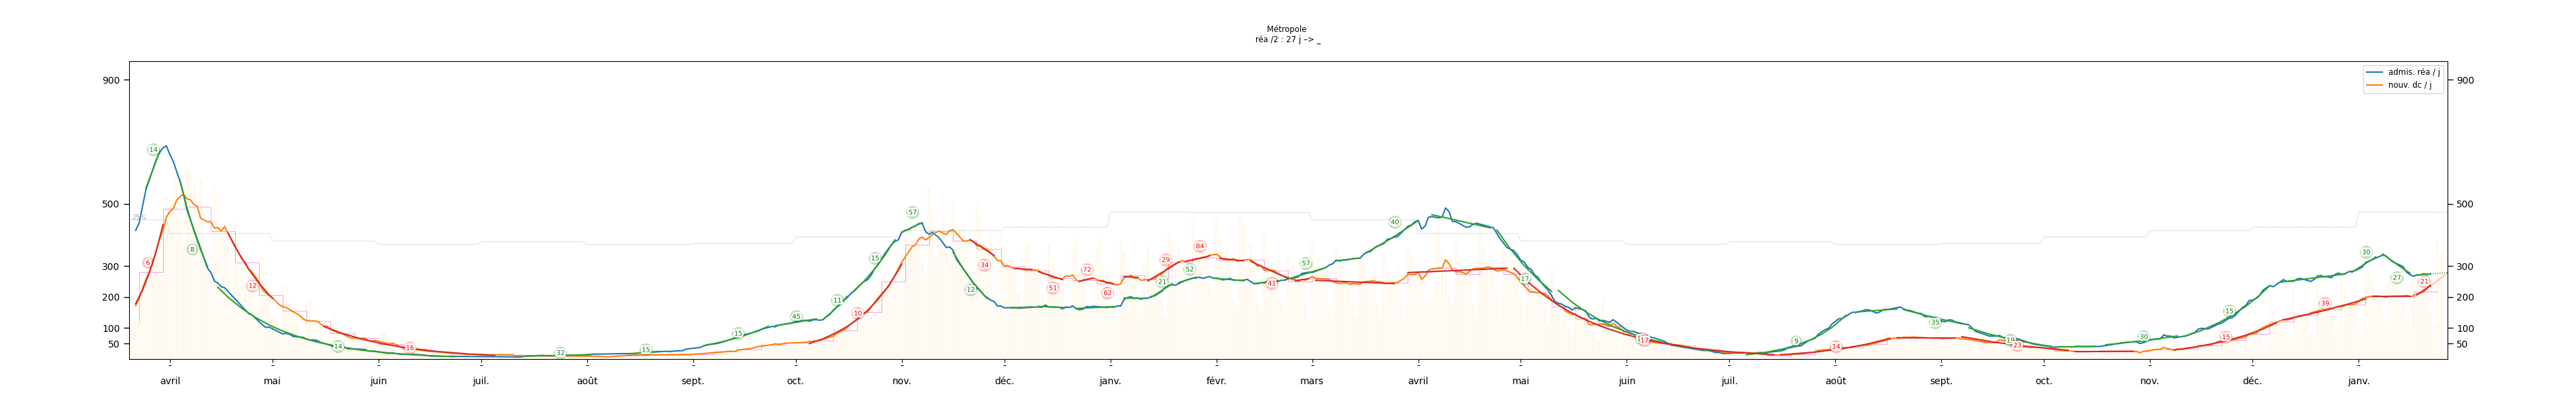 Métropole
réa /2 : 27 j -> _
900
900
admis. réa / j
nouv. dc / j
14
57
84
40
500
75%
500
8
6
12
15
34
72
51
62
29
52
21
57
41
17
30
27
21
300
300
200
200
11
45
10
12
15
15
39
100
100
15
14
16
32
15
17
9
14
35
19
23
30
15
50
50
avril
mai
juin
juil.
août
sept.
oct.
nov.
déc.
janv.
févr.
mars
avril
mai
juin
juil.
août
sept.
oct.
nov.
déc.
janv.